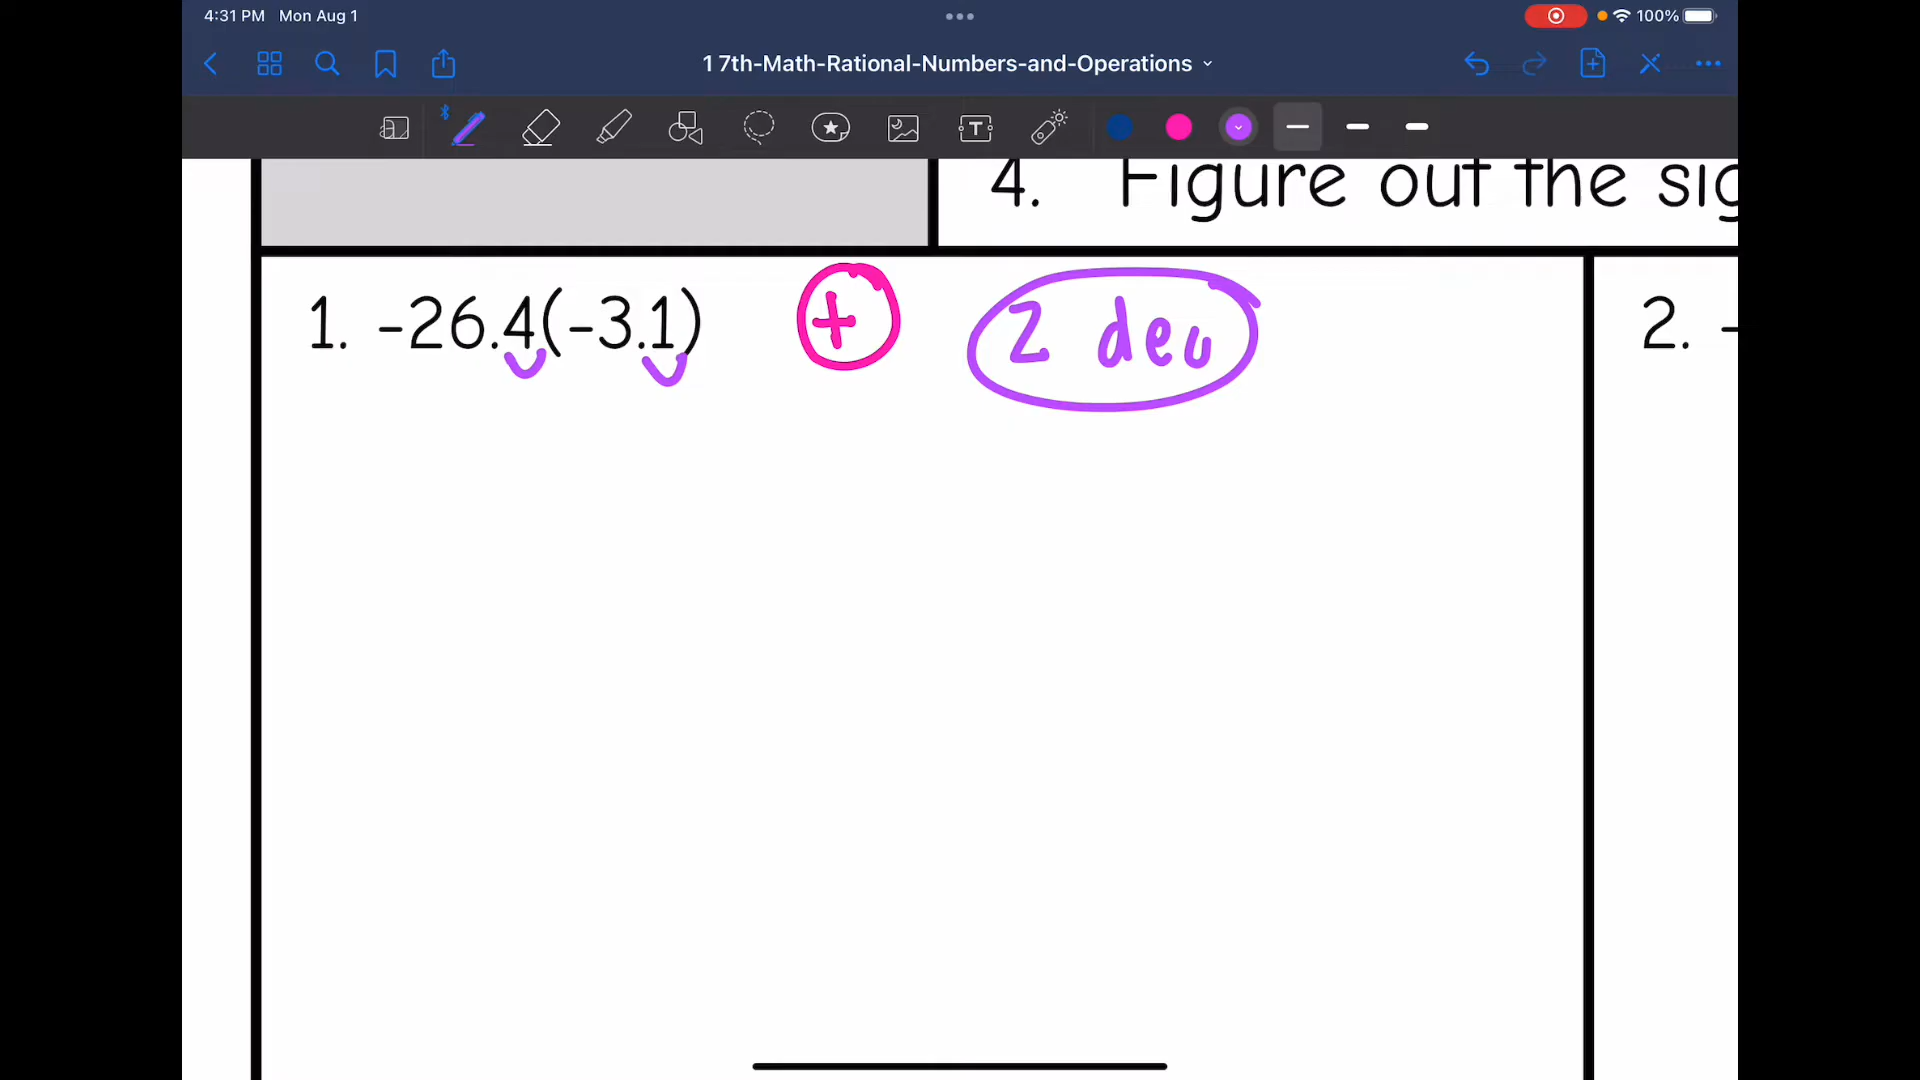 4:31 PM Mon Aug 1
100%
1 7th-Math-Rational-Numbers-and-Operations
4. Figure out the sig
1. -26.4(-3.1) + 2 dec
2. -